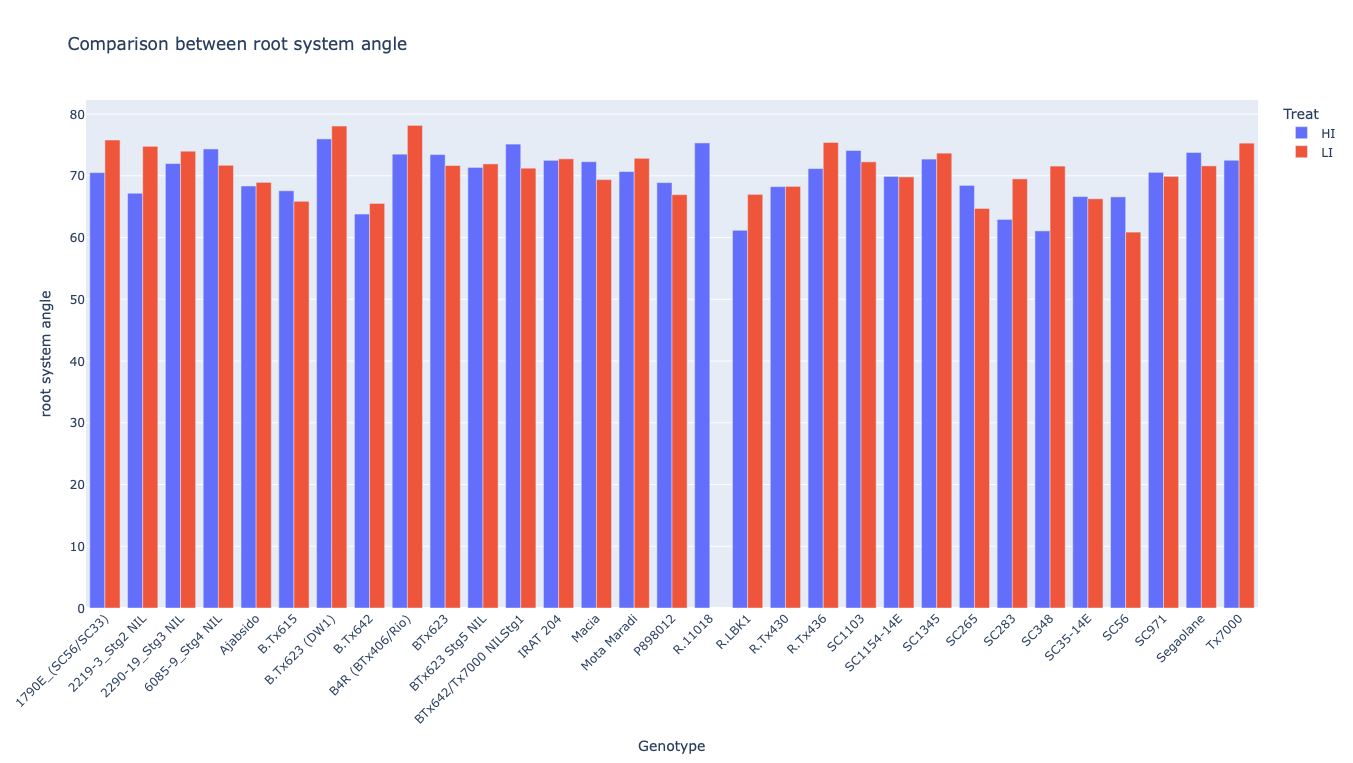 Comparison between root system angle
Treat
HI
LI
root system angle
80
70
60
50
40
30
20
10
0
1790E_(SC56/SC33)
2219-3_Stg2 NIL
2290-19_Stg3 NIL
6085-9_Stg4 NIL
Ajabsido
B.Tx615
B.Tx623 (DW1)
B.Tx642
B4R (BTx406/Rio)
BTx623
BTx623 Stg5 NIL
BTx642/Tx7000 NILStg1
IRAT 204
Macia
Mota Maradi
P898012
R.11018
R.LBK1
R.Tx430
R.Tx436
SC1103
SC1154-14E
SC1345
SC265
SC283
SC348
SC35-14E
SC56
SC971
Segaolane
Tx7000
Genotype